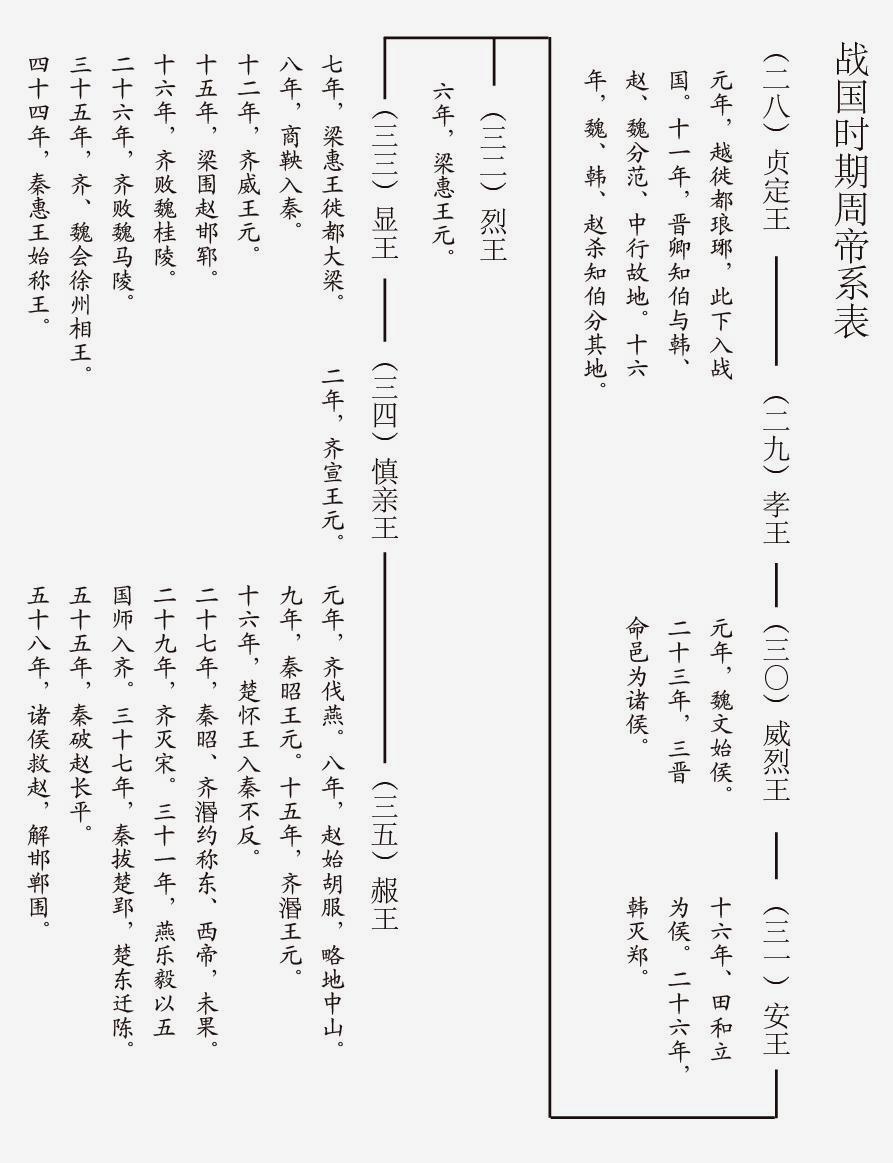 战国时期周帝系表
（二八）贞定王
元年，越徙都琅琊，此下入战
国。十一年，晋卿知伯与韩、
赵、魏分范、中行故地。十六
年，魏、韩、赵杀知伯分其地。
（二九）孝王
（三〇）威烈王
元年，魏文始侯。
二十三年，三晋
命邑为诸侯。
（三一）安王
十六年、田和立
为侯。二十六年，
韩灭郑。
（三二）烈王
六年，梁惠王元。
（三三）显王
七年，梁惠王徙都大梁。
八年，商鞅入秦。
十二年，齐威王元。
十五年，梁围赵邯郓。
十六年，齐败魏桂陵。
二十六年，齐败魏马陵。
三十五年，齐、魏会徐州相王。
四十四年，秦惠王始称王。
（三四）慎亲王
二年，齐宣王元。
（三五）赧王
元年，齐伐燕。八年，赵始胡服，略地中山。
九年，秦昭王元。十五年，齐湣王元。
十六年，楚怀王入秦不反。
二十七年，秦昭、齐湣约称东、西帝，未果。
二十九年，齐灭宋。三十一年，燕乐毅以五
国师入齐。三十七年，秦拔楚郢，楚东迁陈。
五十五年，秦破赵长平。
五十八年，诸侯救赵，解邯郸围。